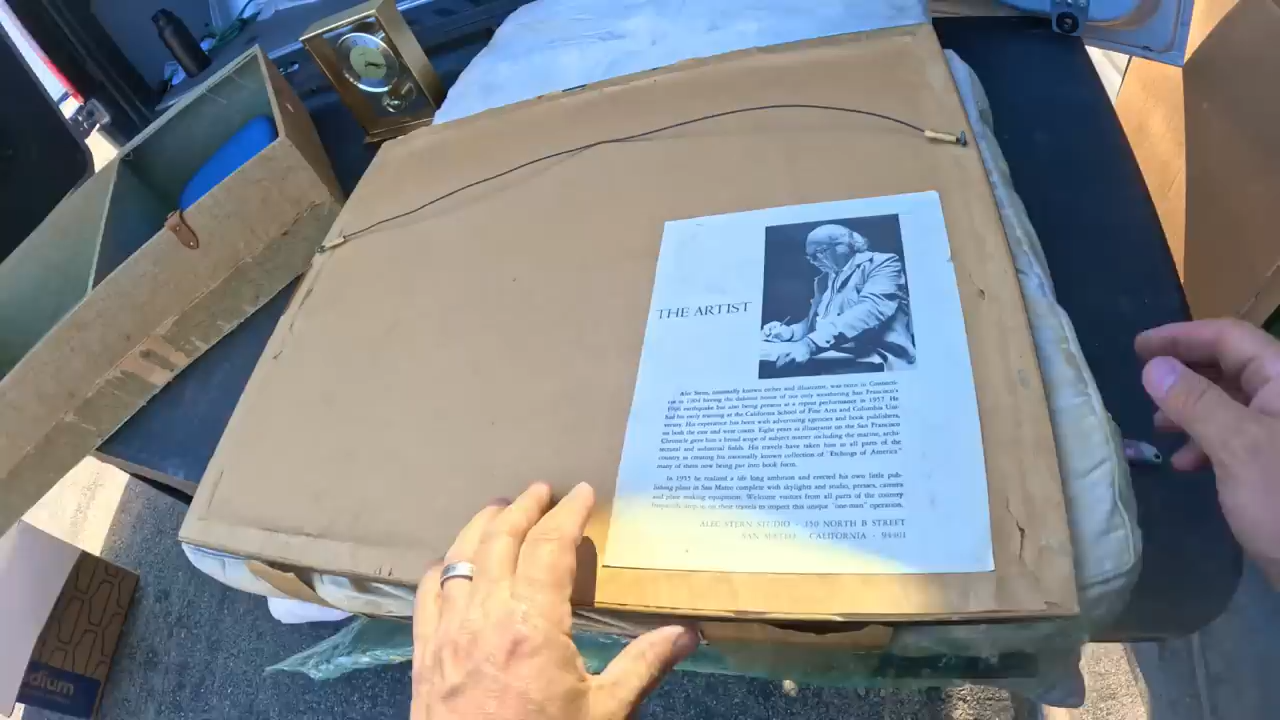 THE ARTIST
Alec Stern, nationally known etcher and illustrator, was born in Connecti-
cut in 1904 having the dubious honor of not only weathering San Francisco's
1906 earthquake but also being present at a repeat performance in 1957. He
had his early training at the California School of Fine Arts and Columbia Uni-
versity. His experience has been with advertising agencies and book publishers,
on both the east and west coasts. Eight years as illustrator on the San Francisco
Chronicle gave him a broad scope of subject matter including the marine, archi-
tectural and industrial fields. His travels have taken him to all parts of the
country in creating his nationally known collection of "Etchings of America"
many of them now being put into book form.
In 1955 he realized a life long ambition and erected his own little pub-
lishing plant in San Mateo complete with skylights and studio, presses, camera
and plate making equipment. Welcome visitors from all parts of the country
frequently stop in on their travels to inspect this unique "one-man" operation.
ALEC STERN STUDIO - 150 NORTH B STREET
SAN MATEO - CALIFORNIA - 94401
dium